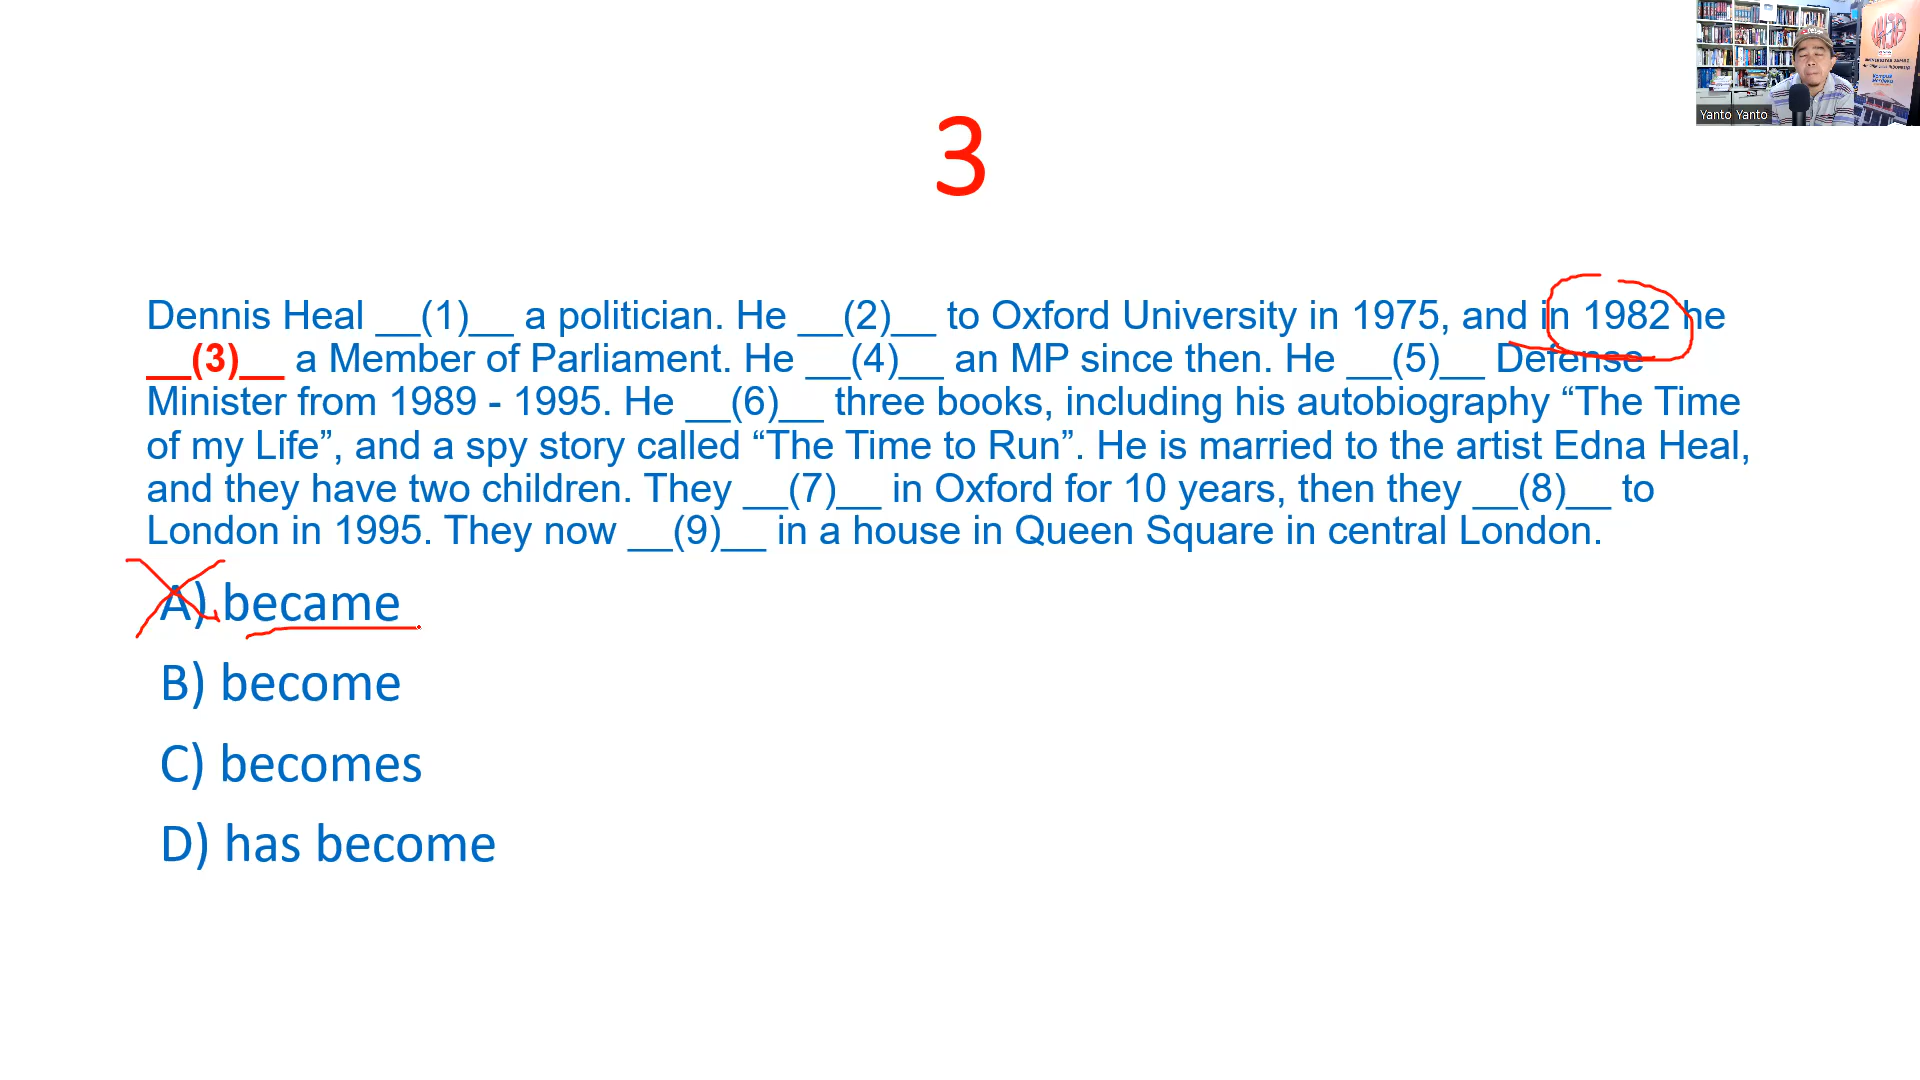 Yanto Yanto
3
Dennis Heal __(1)__ a politician. He __(2)__ to Oxford University in 1975, and in 1982 he
__(3)__ a Member of Parliament. He __(4)__ an MP since then. He __(5)__ Defense
Minister from 1989 - 1995. He __(6)__ three books, including his autobiography “The Time
of my Life”, and a spy story called “The Time to Run”. He is married to the artist Edna Heal,
and they have two children. They __(7)__ in Oxford for 10 years, then they __(8)__ to
London in 1995. They now __(9)__ in a house in Queen Square in central London.
A) became
B) become
C) becomes
D) has become